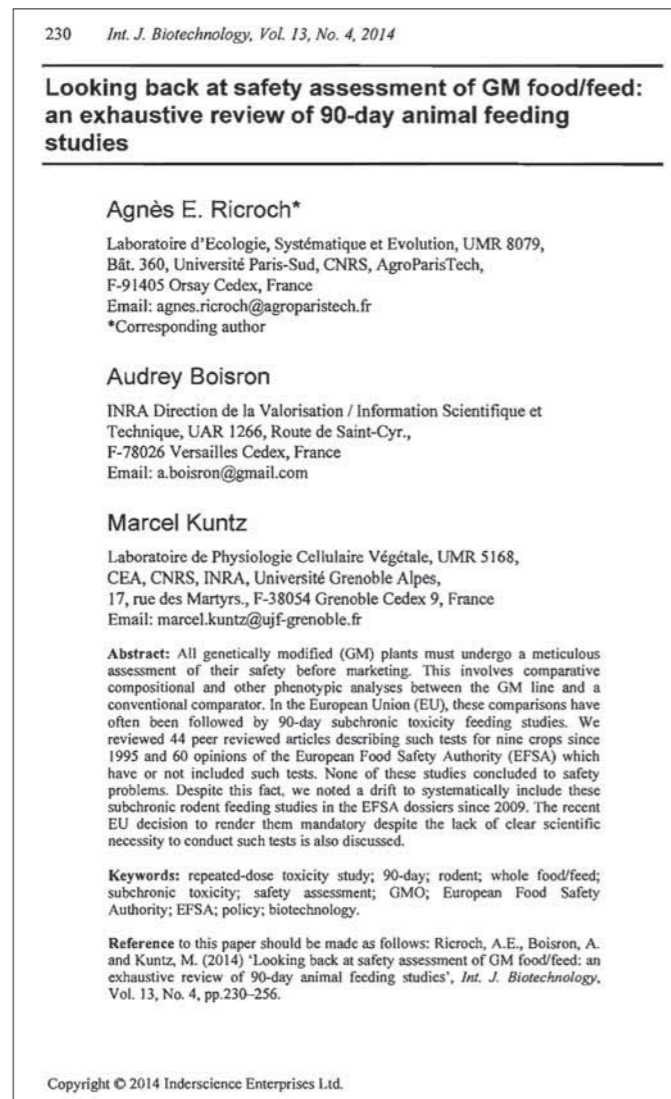 230 Int. J. Biotechnology, Vol. 13, No. 4, 2014
Looking back at safety assessment of GM food/feed:
an exhaustive review of 90-day animal feeding
studies
Agnès E. Ricroch*
Laboratoire d'Ecologie, Systématique et Evolution, UMR 8079,
Bât. 360, Université Paris-Sud, CNRS, AgroParisTech,
F-91405 Orsay Cedex, France
Email: agnes.ricroch@agroparistech.fr
*Corresponding author
Audrey Boisron
INRA Direction de la Valorisation / Information Scientifique et
Technique, UAR 1266, Route de Saint-Cyr.,
F-78026 Versailles Cedex, France
Email: a.boisron@gmail.com
Marcel Kuntz
Laboratoire de Physiologie Cellulaire Végétale, UMR 5168,
CEA, CNRS, INRA, Université Grenoble Alpes,
17, rue des Martyrs., F-38054 Grenoble Cedex 9, France
Email: marcel.kuntz@ujf-grenoble.fr
Abstract: All genetically modified (GM) plants must undergo a meticulous
assessment of their safety before marketing. This involves comparative
compositional and other phenotypic analyses between the GM line and a
conventional comparator. In the European Union (EU), these comparisons have
often been followed by 90-day subchronic toxicity feeding studies. We
reviewed 44 peer reviewed articles describing such tests for nine crops since
1995 and 60 opinions of the European Food Safety Authority (EFSA) which
have or not included such tests. None of these studies concluded to safety
problems. Despite this fact, we noted a drift to systematically include these
subchronic rodent feeding studies in the EFSA dossiers since 2009. The recent
EU decision to render them mandatory despite the lack of clear scientific
necessity to conduct such tests is also discussed.
Keywords: repeated-dose toxicity study; 90-day; rodent; whole food/feed;
subchronic toxicity; safety assessment; GMO; European Food Safety
Authority; EFSA; policy; biotechnology.
Reference to this paper should be made as follows: Ricroch, A.E., Boisron, A.
and Kuntz, M. (2014) 'Looking back at safety assessment of GM food/feed: an
exhaustive review of 90-day animal feeding studies', Int. J. Biotechnology,
Vol. 13, No. 4, pp.230–256.
Copyright © 2014 Inderscience Enterprises Ltd.